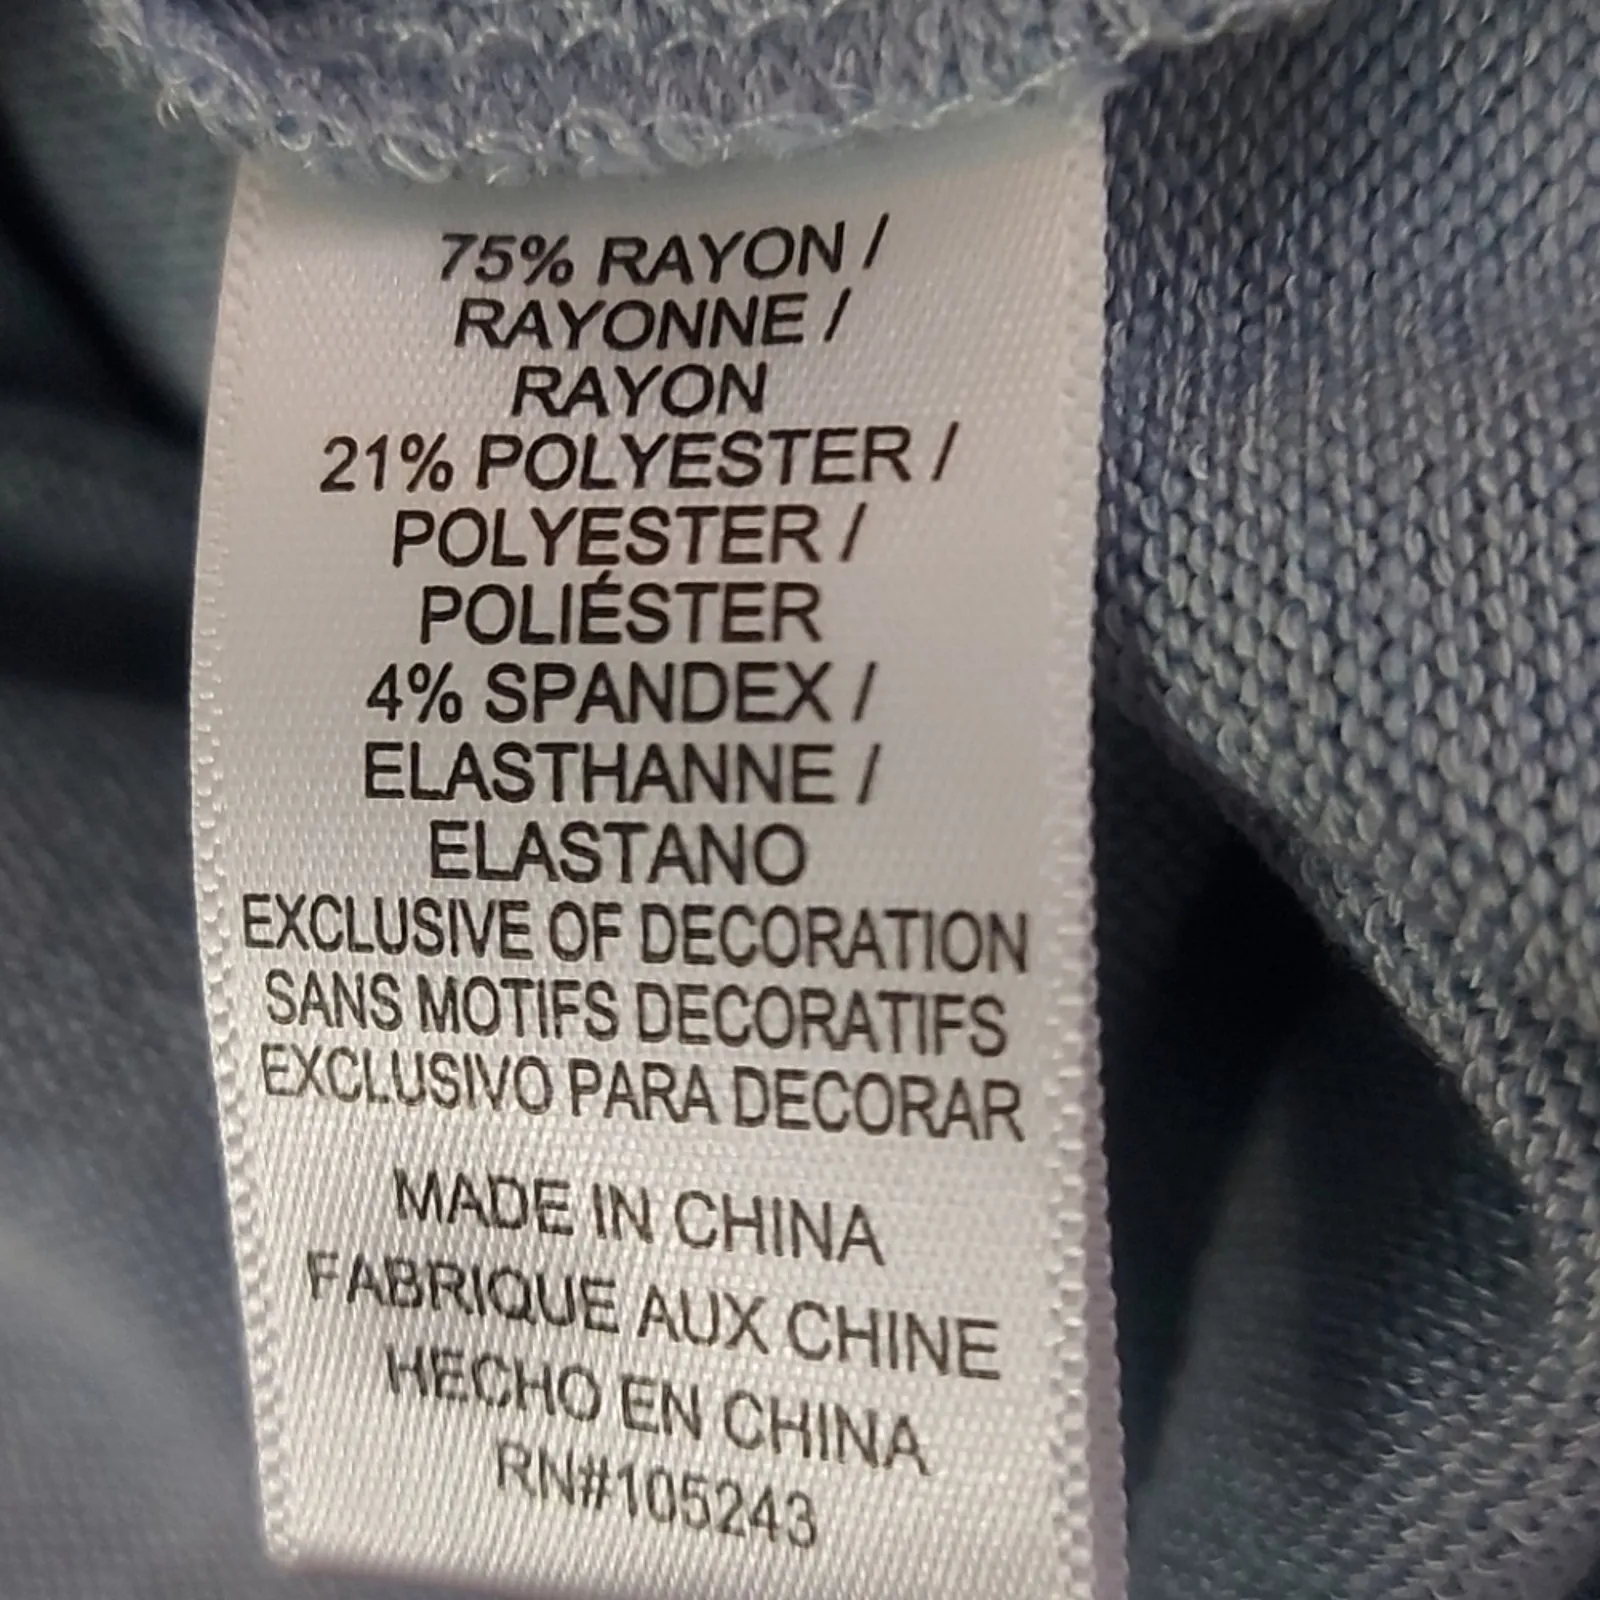 75% RAYON /
RAYONNE /
RAYON
21% POLYESTER /
POLYESTER /
POLIÉSTER
4% SPANDEX /
ELASTHANNE /
ELASTANO
EXCLUSIVE OF DECORATION
SANS MOTIFS DECORATIFS
EXCLUSIVO PARA DECORAR
MADE IN CHINA
FABRIQUE AUX CHINE
HECHO EN CHINA
RN#105243